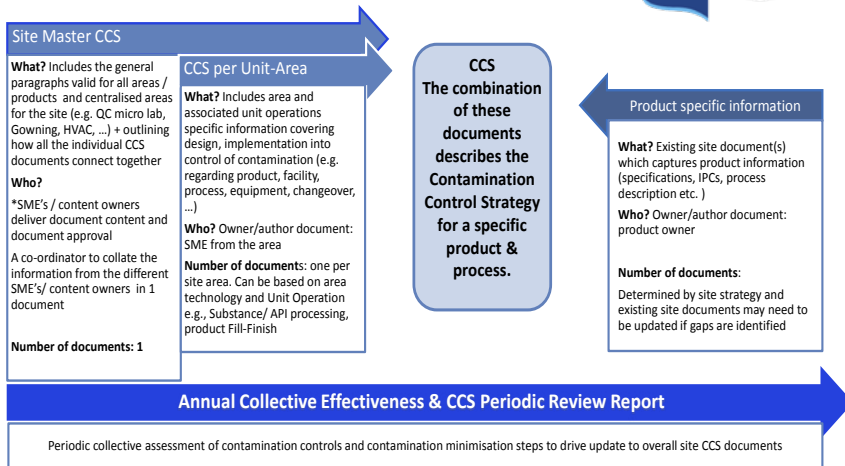 Site Master CCS
What? Includes the general
paragraphs valid for all areas /
products and centralised areas
for the site (e.g. QC micro lab,
Gowning, HVAC, ...) + outlining
how all the individual CCS
documents connect together
Who?
*SME's / content owners
deliver document content and
document approval
A co-ordinator to collate the
information from the different
SME's/ content owners in 1
document
Number of documents: 1
CCS per Unit-Area
What? Includes area and
associated unit operations
specific information covering
design, implementation into
control of contamination (e.g.
regarding product, facility,
process, equipment, changeover,
...)
Who? Owner/author document:
SME from the area
Number of documents: one per
site area. Can be based on area
technology and Unit Operation
e.g., Substance/ API processing,
product Fill-Finish
CCS
The combination
of these
documents
describes the
Contamination
Control Strategy
for a specific
product &
process.
Product specific information
What? Existing site document(s)
which captures product information
(specifications, IPCs, process
description etc. )
Who? Owner/author document:
product owner
Number of documents:
Determined by site strategy and
existing site documents may need to
be updated if gaps are identified
Annual Collective Effectiveness & CCS Periodic Review Report
Periodic collective assessment of contamination controls and contamination minimisation steps to drive update to overall site CCS documents